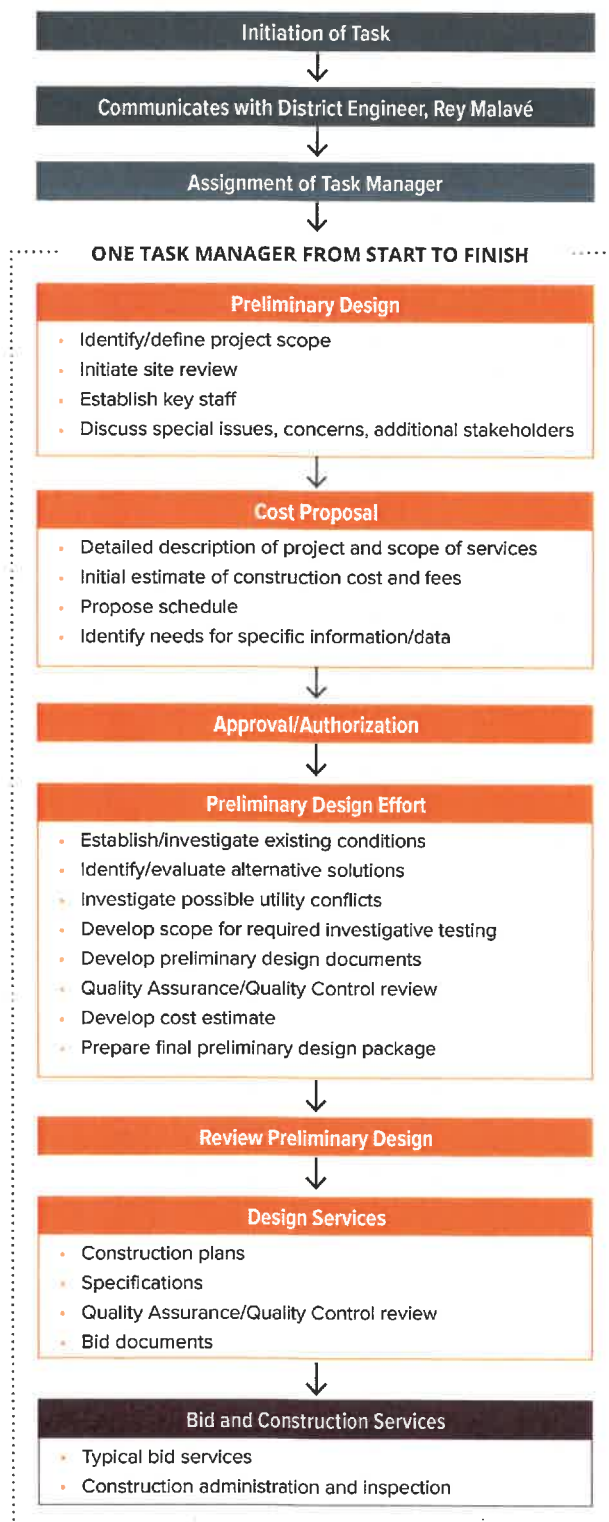 Initiation of Task
Communicates with District Engineer, Rey Malavé
Assignment of Task Manager
ONE TASK MANAGER FROM START TO FINISH
Preliminary Design
• Identify/define project scope
• Initiate site review
• Establish key staff
• Discuss special issues, concerns, additional stakeholders
Cost Proposal
• Detailed description of project and scope of services
• Initial estimate of construction cost and fees
• Propose schedule
• Identify needs for specific information/data
Approval/Authorization
Preliminary Design Effort
• Establish/investigate existing conditions
• Identify/evaluate alternative solutions
• Investigate possible utility conflicts
• Develop scope for required investigative testing
• Develop preliminary design documents
• Quality Assurance/Quality Control review
• Develop cost estimate
• Prepare final preliminary design package
Review Preliminary Design
Design Services
• Construction plans
• Specifications
• Quality Assurance/Quality Control review
• Bid documents
Bid and Construction Services
• Typical bid services
• Construction administration and inspection